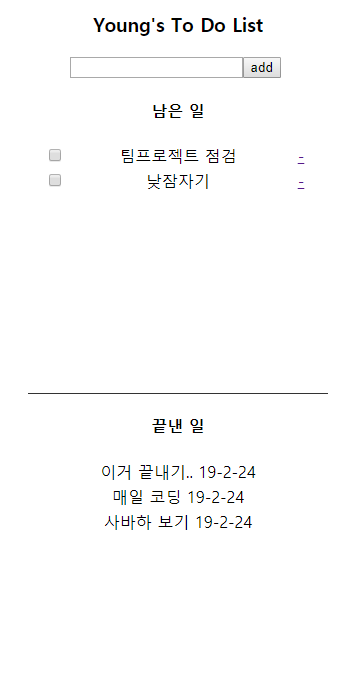 Young's To Do List
add
남은 일
팀프로젝트 점검 -
낮잠자기 -
끝낸 일
이거 끝내기.. 19-2-24
매일 코딩 19-2-24
사바하 보기 19-2-24